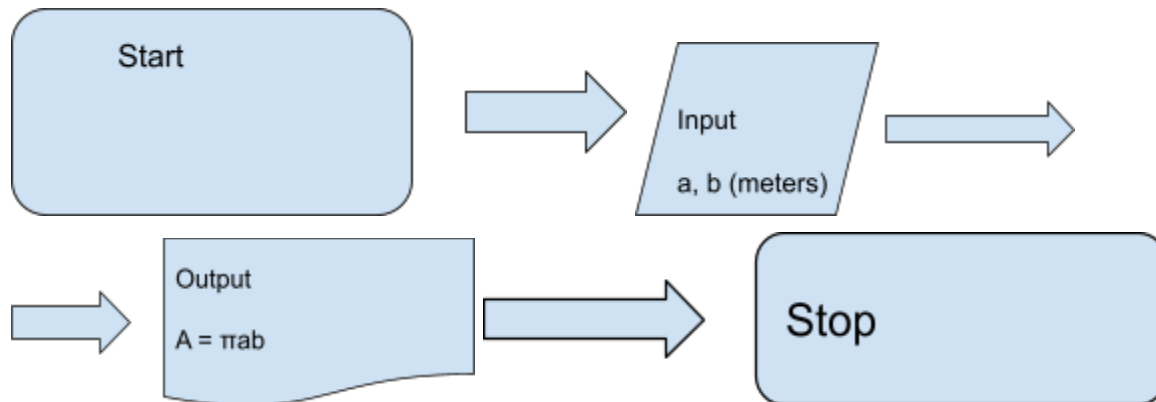 Start
Input
a, b (meters)
Output
A = πab
Stop